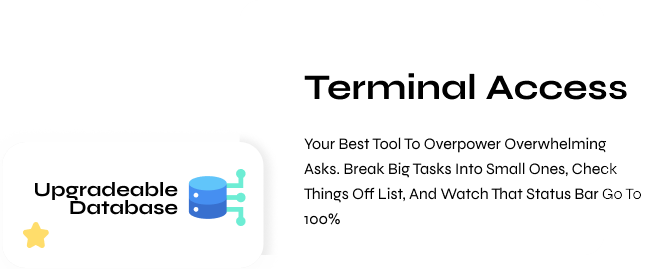 Terminal Access
Your Best Tool To Overpower Overwhelming
Asks. Break Big Tasks Into Small Ones, Check
Things Off List, And Watch That Status Bar Go To
100%
Upgradeable
Database